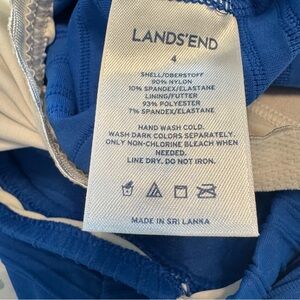 LANDS'END
4
SHELL/OBERSTOFF
90% NYLON
10% SPANDEX/ELASTANE
LINING/FUTTER
93% POLYESTER
7% SPANDEX/ELASTANE
HAND WASH COLD.
WASH DARK COLORS SEPARATELY.
ONLY NON-CHLORINE BLEACH WHEN
NEEDED.
LINE DRY. DO NOT IRON.
MADE IN SRI LANKA